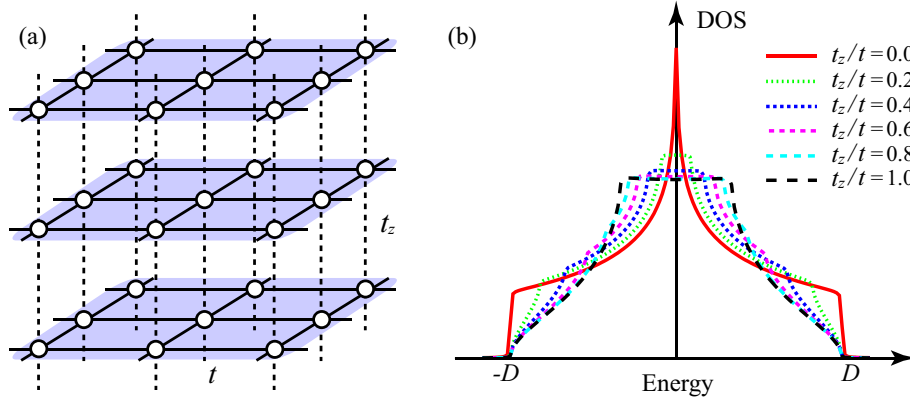 (a)
t_z
t
(b)
DOS
t_z/t=0.0
t_z/t=0.2
t_z/t=0.4
t_z/t=0.6
t_z/t=0.8
t_z/t=1.0
-D
Energy
D